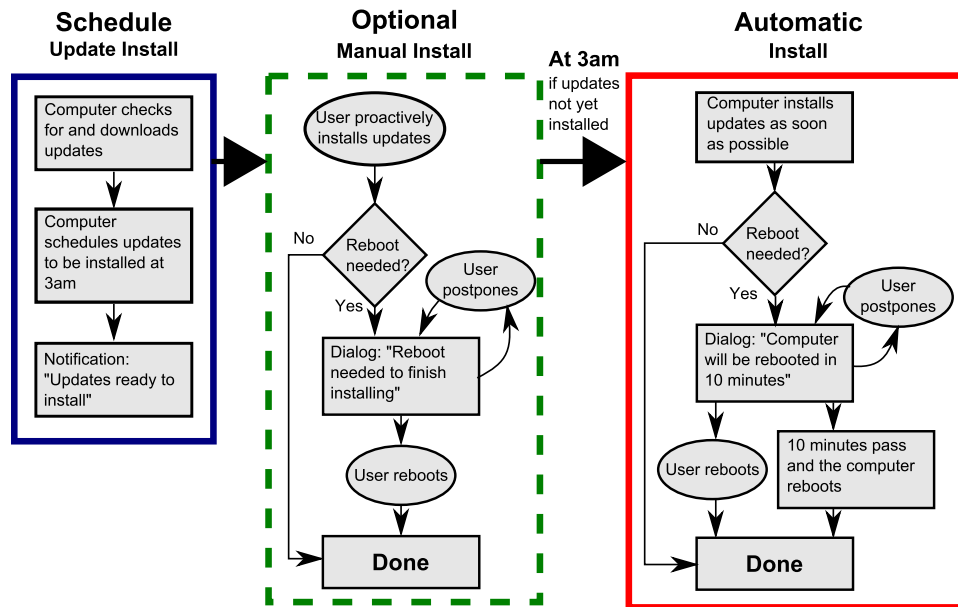 Schedule
Update Install
Computer checks
for and downloads
updates
Computer
schedules updates
to be installed at
3am
Notification:
"Updates ready to
install"
Optional
Manual Install
User proactively
installs updates
Reboot
needed?
No
Yes
User
postpones
Dialog: "Reboot
needed to finish
installing"
User reboots
Done
At 3am
if updates
not yet
installed
Automatic
Install
Computer installs
updates as soon
as possible
Reboot
needed?
No
Yes
User
postpones
Dialog: "Computer
will be rebooted in
10 minutes"
User reboots
10 minutes pass
and the computer
reboots
Done